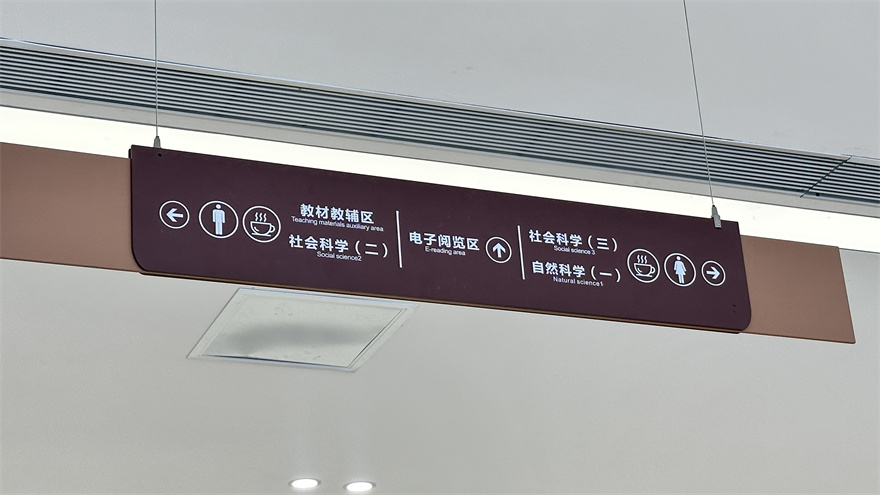 教材教辅区
Teaching materials auxiliary area
社会科学（二）
Social science2
电子阅览区
E-reading area
社会科学（三）
Social science 3
自然科学（一）
Natural science1